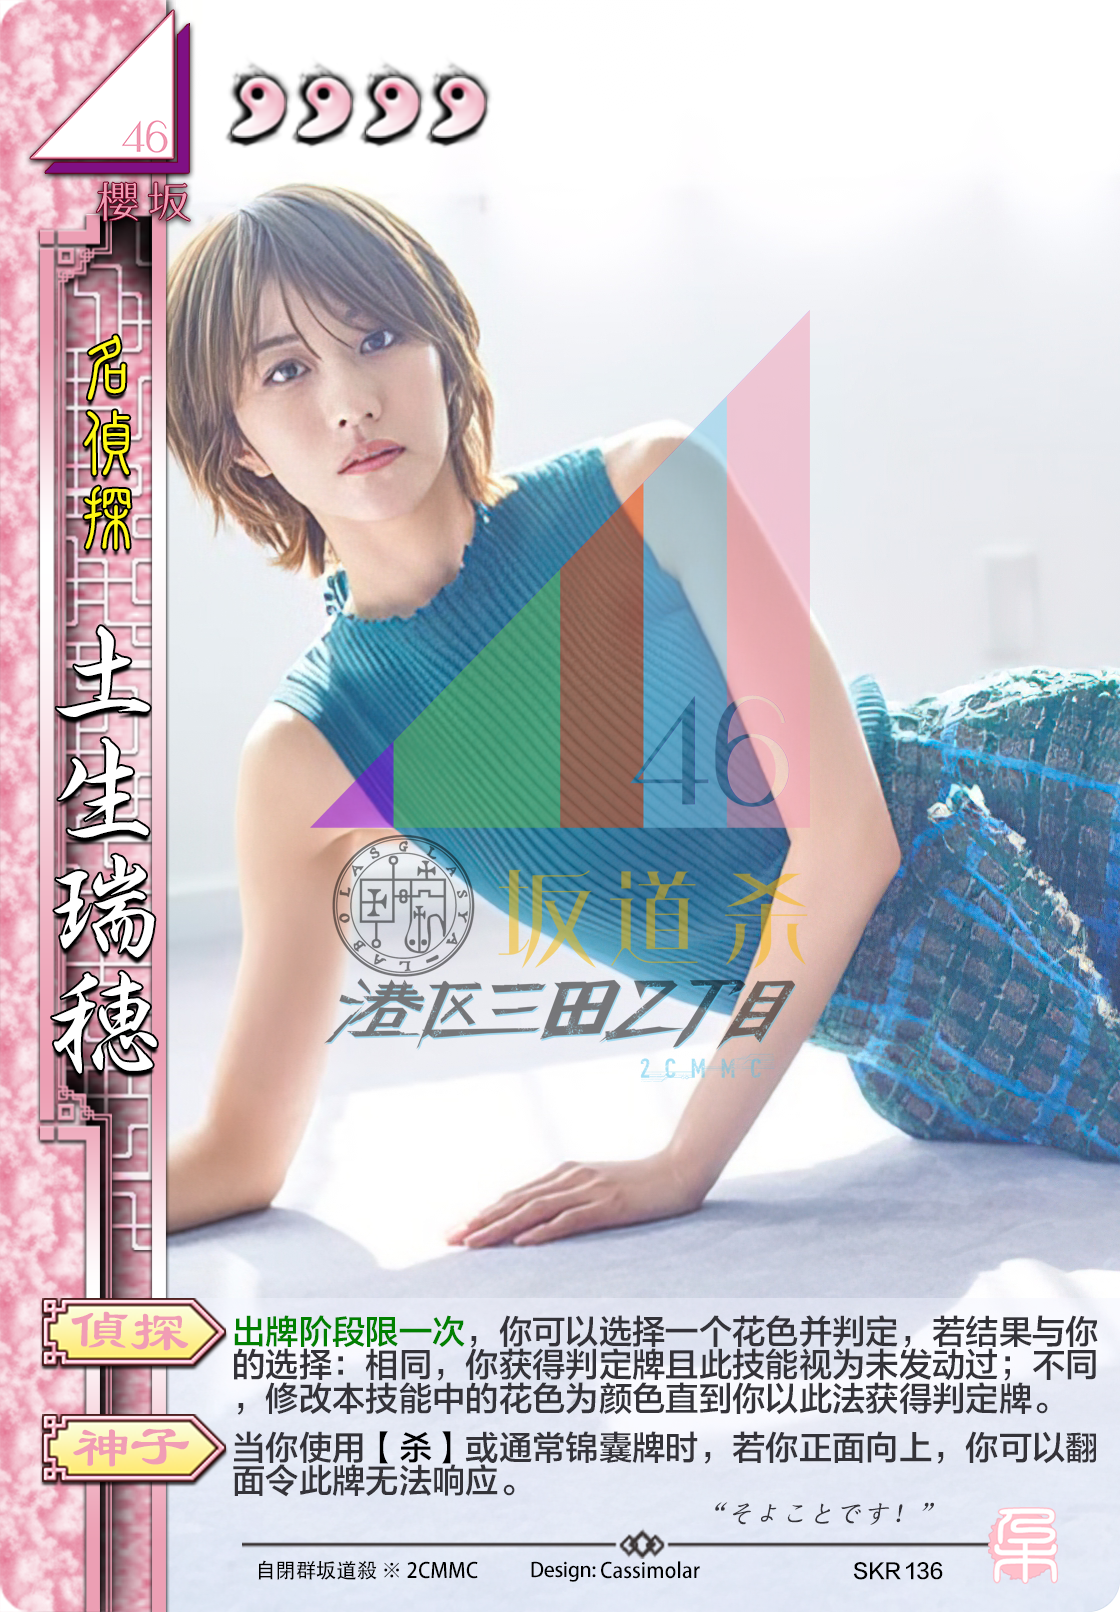 46
櫻坂
名偵探
土生瑞穂
46
GLASYA-LABOLAS
坂道杀
港区三田乙丁目
2CMMC
偵探
出牌阶段限一次，你可以选择一个花色并判定，若结果与你
的选择：相同，你获得判定牌且此技能视为未发动过；不同
，修改本技能中的花色为颜色直到你以此法获得判定牌。
神子
当你使用【杀】或通常锦囊牌时，若你正面向上，你可以翻
面令此牌无法响应。
“そよことです！”
自閉群坂道殺 ※ 2CMMC
Design: Cassimolar
SKR 136